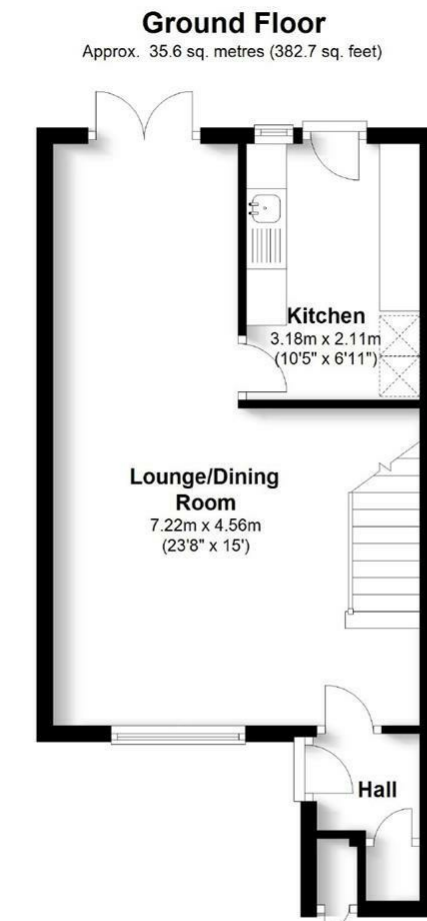 Ground Floor
Approx. 35.6 sq. metres (382.7 sq. feet)
Kitchen
3.18m x 2.11m
(10'5" x 6'11")
Lounge/Dining
Room
7.22m x 4.56m
(23'8" x 15')
Hall